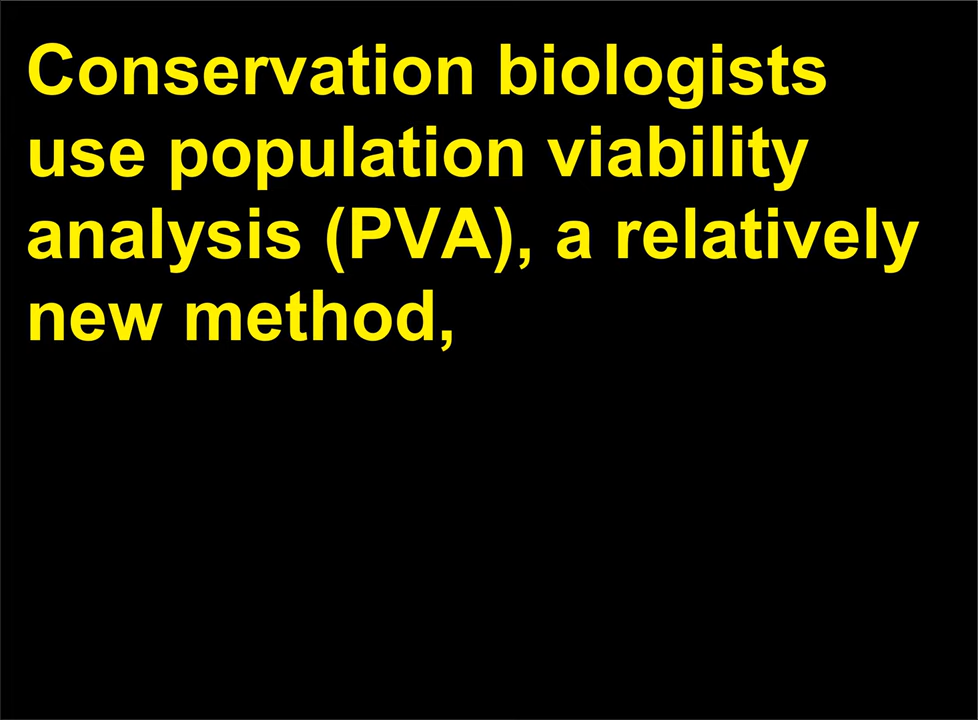 Conservation biologists
use population viability
analysis (PVA), a relatively
new method,